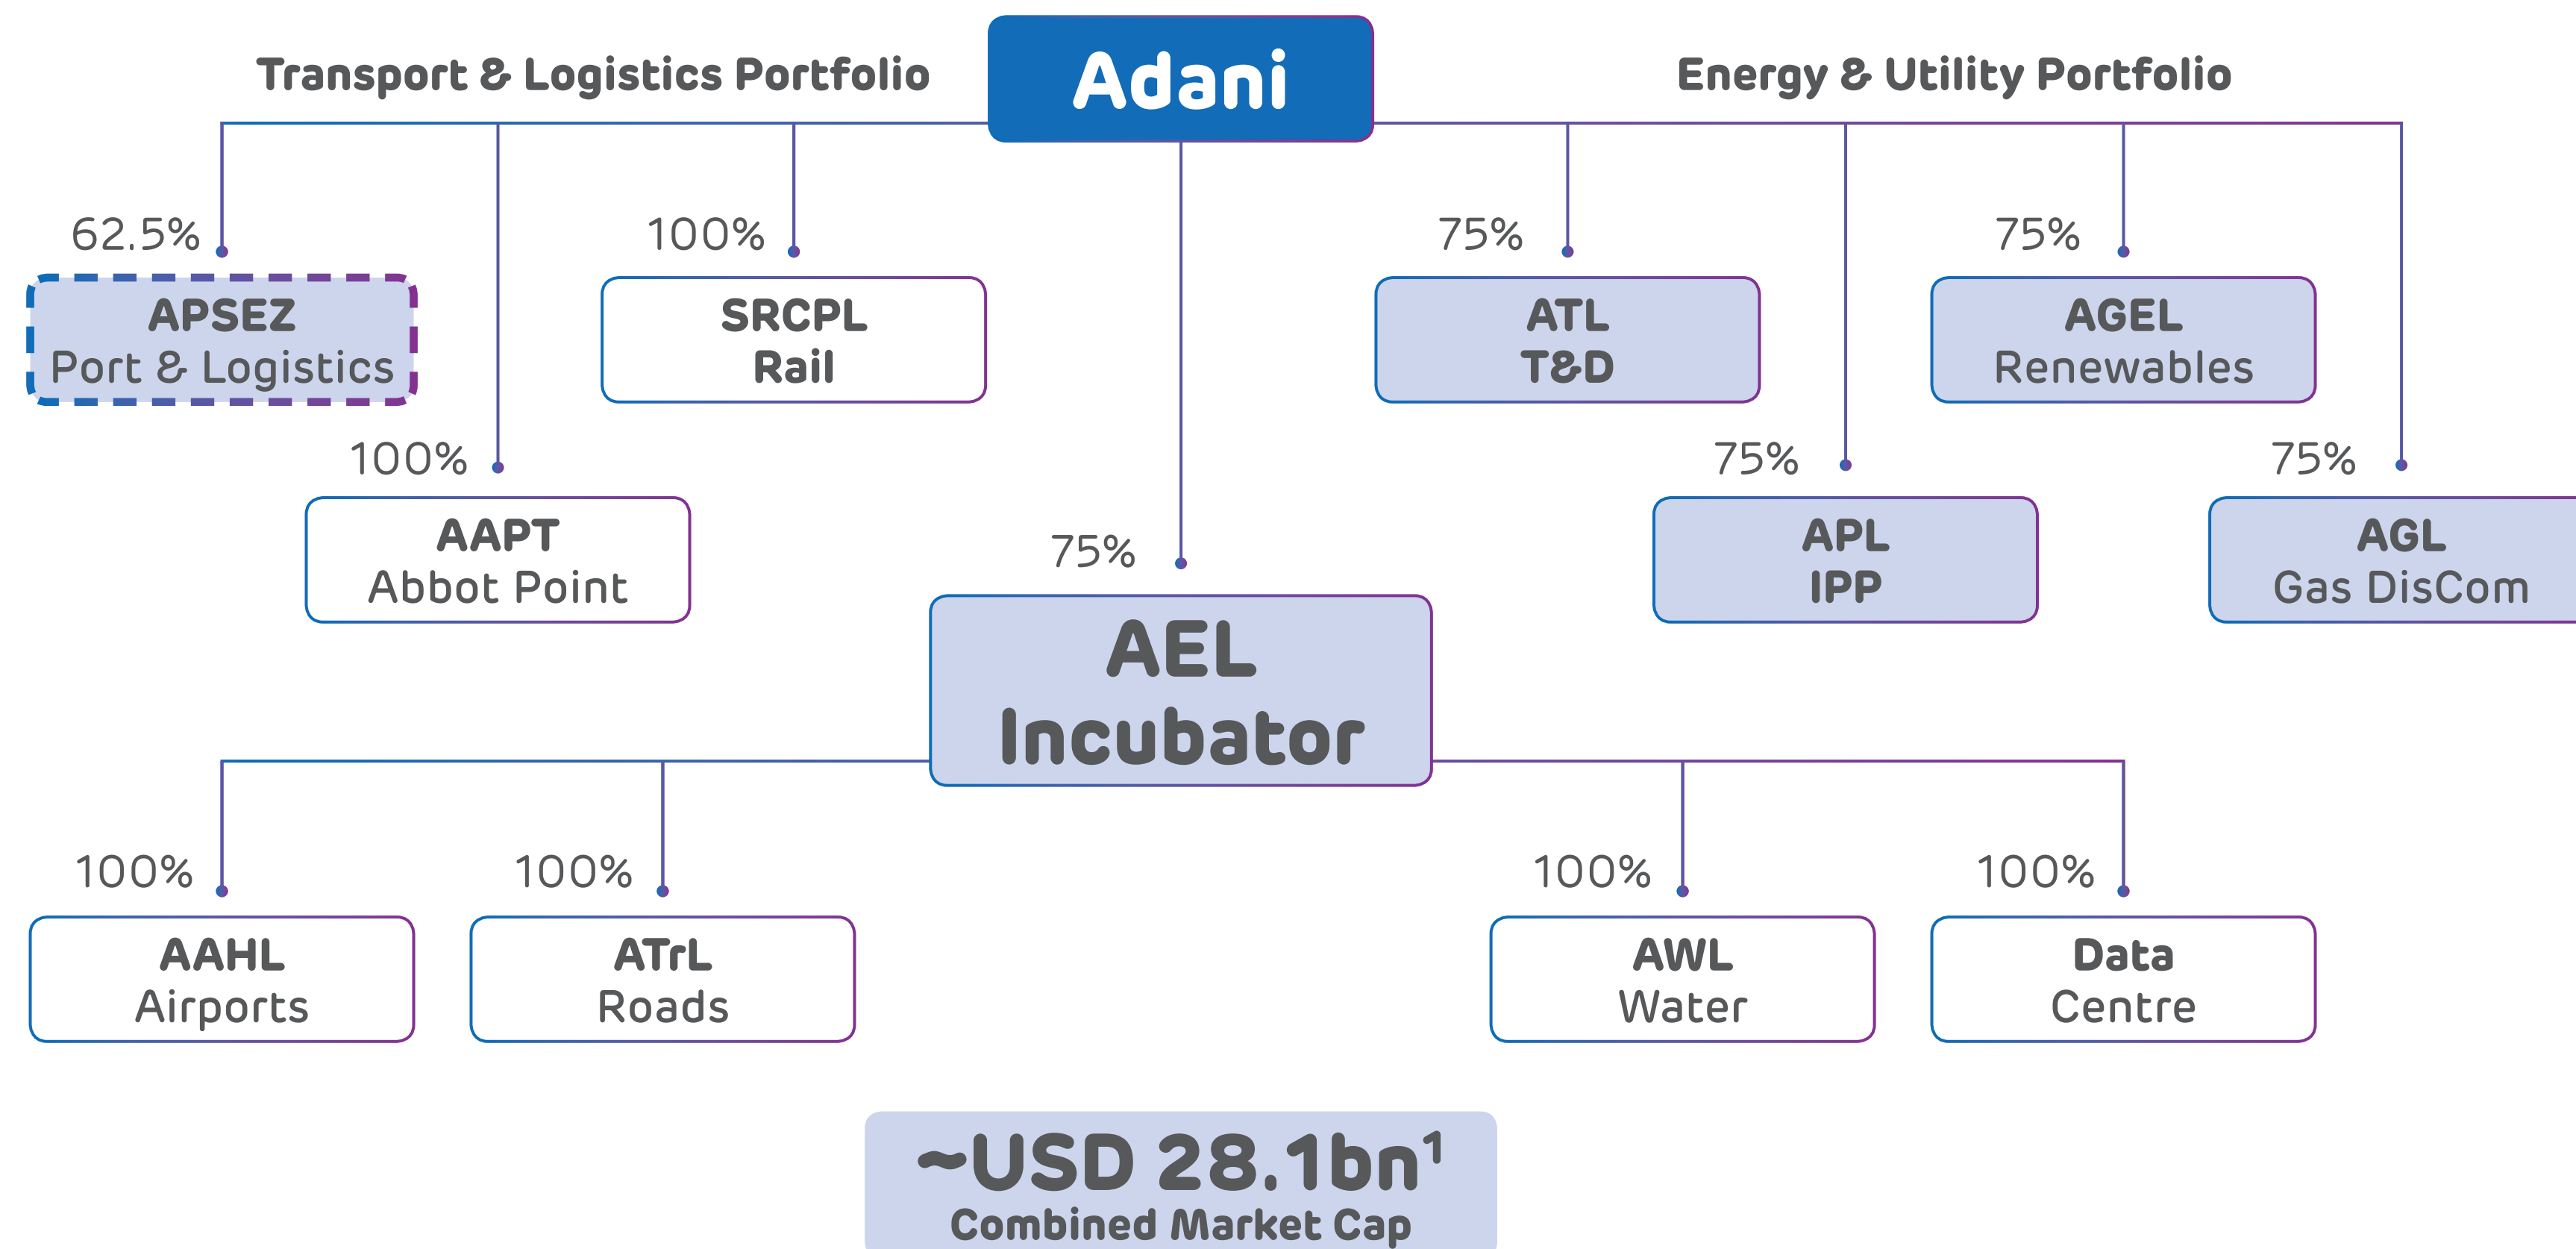 Adani
Transport & Logistics Portfolio
Energy & Utility Portfolio
62.5%
APSEZ
Port & Logistics
100%
SRCPL
Rail
100%
AAPT
Abbot Point
75%
ATL
T&D
75%
AGEL
Renewables
75%
APL
IPP
75%
AGL
Gas DisCom
75%
AEL
Incubator
100%
AAHL
Airports
100%
ATrL
Roads
100%
AWL
Water
100%
Data
Centre
~USD 28.1bn¹
Combined Market Cap